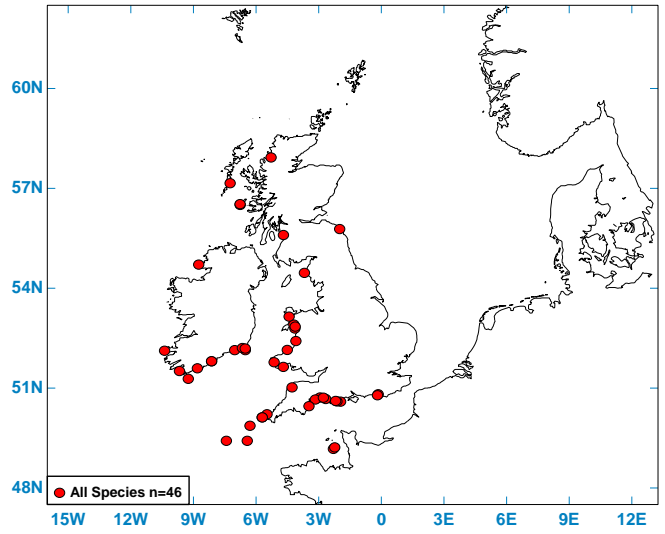 60N
57N
54N
51N
48N
All Species n=46
15W 12W 9W 6W 3W 0 3E 6E 9E 12E